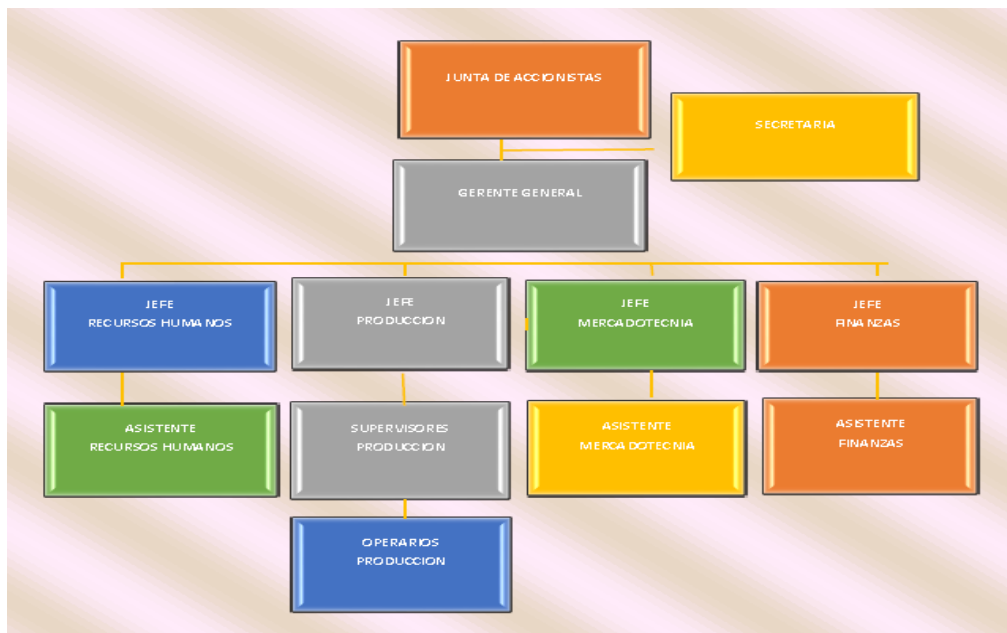 JUNTA DE ACCIONISTAS
SECRETARIA
GERENTE GENERAL
JEFE
RECURSOS HUMANOS
JEFE
PRODUCCION
JEFE
MERCADOTECNIA
JEFE
FINANZAS
ASISTENTE
RECURSOS HUMANOS
SUPERVISORES
PRODUCCION
ASISTENTE
MERCADOTECNIA
ASISTENTE
FINANZAS
OPERARIOS
PRODUCCION